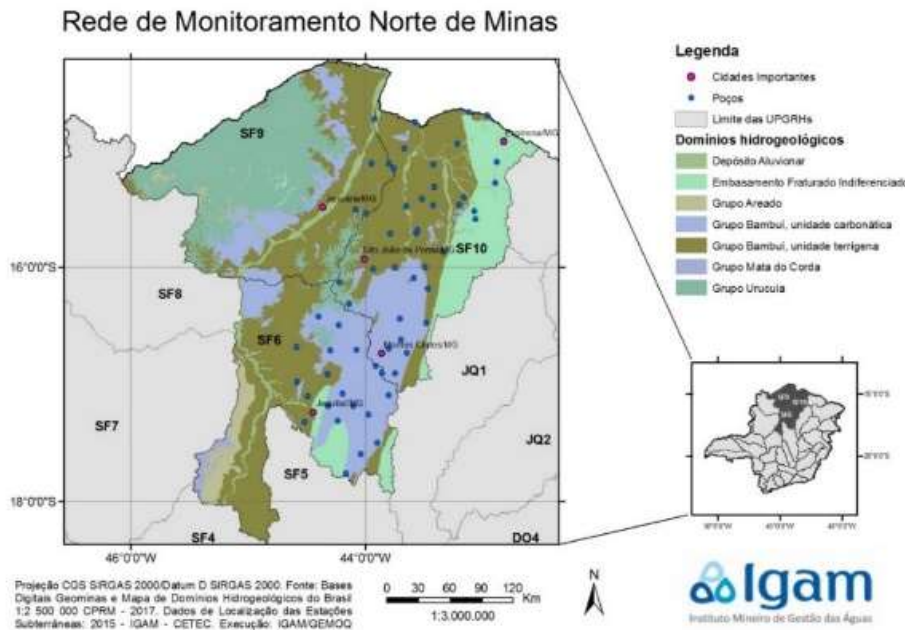 Rede de Monitoramento Norte de Minas
Legenda
Cidades Importantes
Poços
Limite das UPGRHs
Domínios hidrogeológicos
Depósito Aluvionar
Embasamento Fraturado Indiferenciado
Grupo Areado
Grupo Bambuí, unidade carbonática
Grupo Bambuí, unidade terrígena
Grupo Mata do Corda
Grupo Urucuia
SF9
SF10
16°0'0"S
SF8
SF6
JQ1
SF7
JQ2
SF5
18°0'0"S
SF4
DO4
46°0'0"W
44°0'0"W
Projeção CGS SIRGAS 2000/Datum D SIRGAS 2000. Fonte: Bases
Digitais Geominas e Mapa de Domínios Hidrogeológicos do Brasil
1:2 500 000 CPRM - 2017. Dados de Localização das Estações
Subterrâneas: 2015 - IGAM - CETEC. Execução: IGAM/GEMOQ
0 15 30 60 90 120
Km
1:3.000.000
N
Igam
Instituto Mineiro de Gestão das Águas